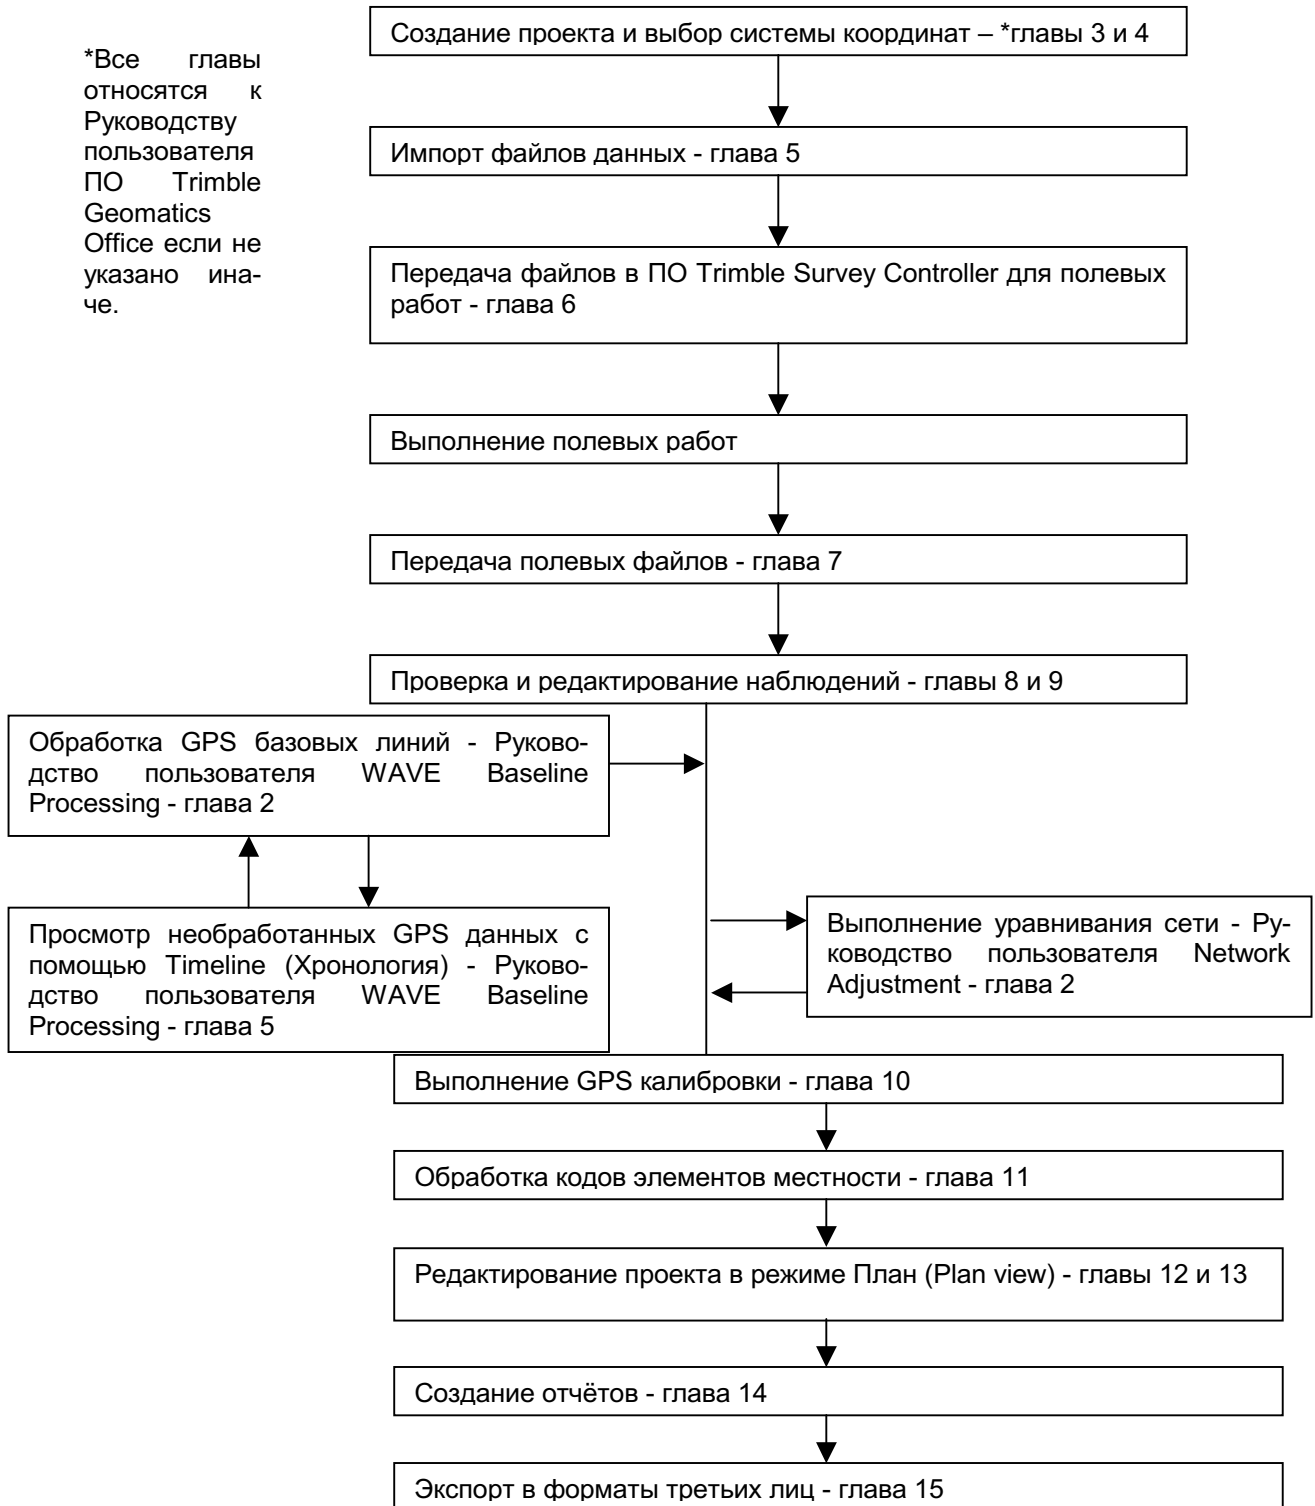 Создание проекта и выбор системы координат – *главы 3 и 4
*Все главы
относятся к
Руководству
пользователя
ПО Trimble
Geomatics
Office если не
указано ина-
че.
Импорт файлов данных - глава 5
Передача файлов в ПО Trimble Survey Controller для полевых
работ - глава 6
Выполнение полевых работ
Передача полевых файлов - глава 7
Проверка и редактирование наблюдений - главы 8 и 9
Обработка GPS базовых линий - Руково-
дство пользователя WAVE Baseline
Processing - глава 2
Просмотр необработанных GPS данных с
помощью Timeline (Хронология) - Руково-
дство пользователя WAVE Baseline
Processing - глава 5
Выполнение уравнивания сети - Ру-
ководство пользователя Network
Adjustment - глава 2
Выполнение GPS калибровки - глава 10
Обработка кодов элементов местности - глава 11
Редактирование проекта в режиме План (Plan view) - главы 12 и 13
Создание отчётов - глава 14
Экспорт в форматы третьих лиц - глава 15